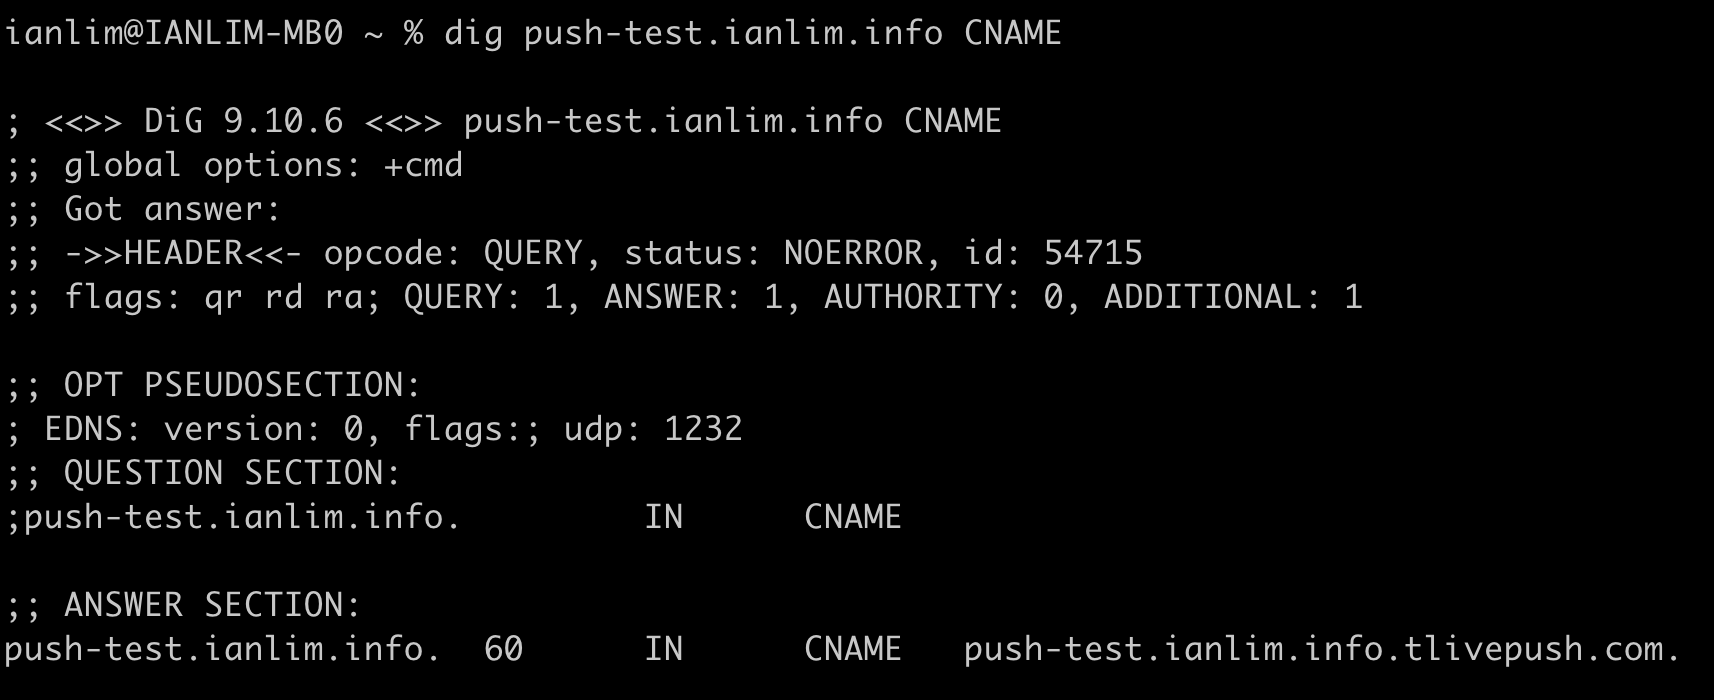 ianlim@IANLIM-MB0 ~ % dig push-test.ianlim.info CNAME
; <<>> DiG 9.10.6 <<>> push-test.ianlim.info CNAME
;; global options: +cmd
;; Got answer:
;; ->>HEADER<<- opcode: QUERY, status: NOERROR, id: 54715
;; flags: qr rd ra; QUERY: 1, ANSWER: 1, AUTHORITY: 0, ADDITIONAL: 1
;; OPT PSEUDOSECTION:
; EDNS: version: 0, flags:; udp: 1232
;; QUESTION SECTION:
;push-test.ianlim.info. IN CNAME
;; ANSWER SECTION:
push-test.ianlim.info. 60 IN CNAME push-test.ianlim.info.tlivepush.com.